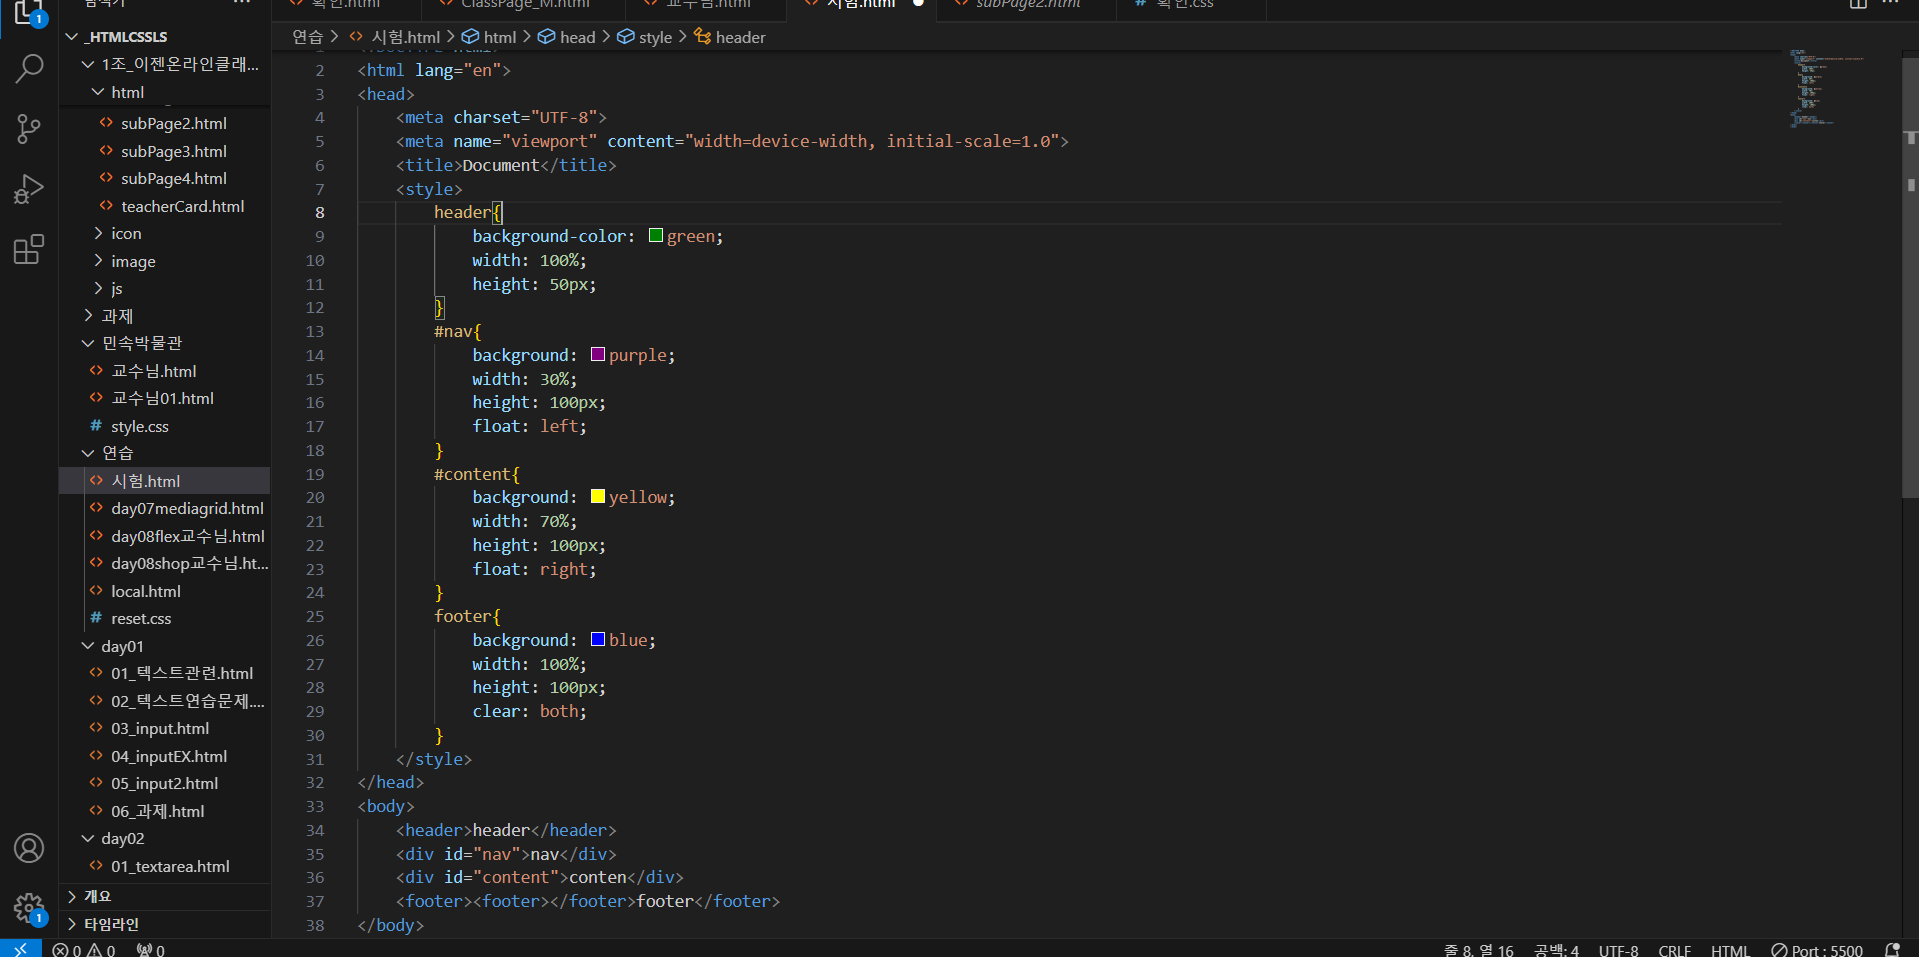 확인.html
ClassPage_M.html
교수님.html
시험.html
subPage2.html
확인.css
연습 > 시험.html > html > head > style > header
_HTMLCSSLS
1조_이젠온라인클래...
html
subPage2.html
subPage3.html
subPage4.html
teacherCard.html
icon
image
js
과제
민속박물관
교수님.html
교수님01.html
style.css
연습
시험.html
day07mediagrid.html
day08flex교수님.html
day08shop교수님.ht...
local.html
reset.css
day01
01_텍스트관련.html
02_텍스트연습문제....
03_input.html
04_inputEX.html
05_input2.html
06_과제.html
day02
01_textarea.html
개요
타임라인
2 <html lang="en">
3 <head>
4 <meta charset="UTF-8">
5 <meta name="viewport" content="width=device-width, initial-scale=1.0">
6 <title>Document</title>
7 <style>
8 header{
9 background-color: green;
10 width: 100%;
11 height: 50px;
12 }
13 #nav{
14 background: purple;
15 width: 30%;
16 height: 100px;
17 float: left;
18 }
19 #content{
20 background: yellow;
21 width: 70%;
22 height: 100px;
23 float: right;
24 }
25 footer{
26 background: blue;
27 width: 100%;
28 height: 100px;
29 clear: both;
30 }
31 </style>
32 </head>
33 <body>
34 <header>header</header>
35 <div id="nav">nav</div>
36 <div id="content">conten</div>
37 <footer><footer></footer>footer</footer>
38 </body>
1
1
0 0 0
줄 8, 열 16 공백: 4 UTF-8 CRLF HTML Port : 5500